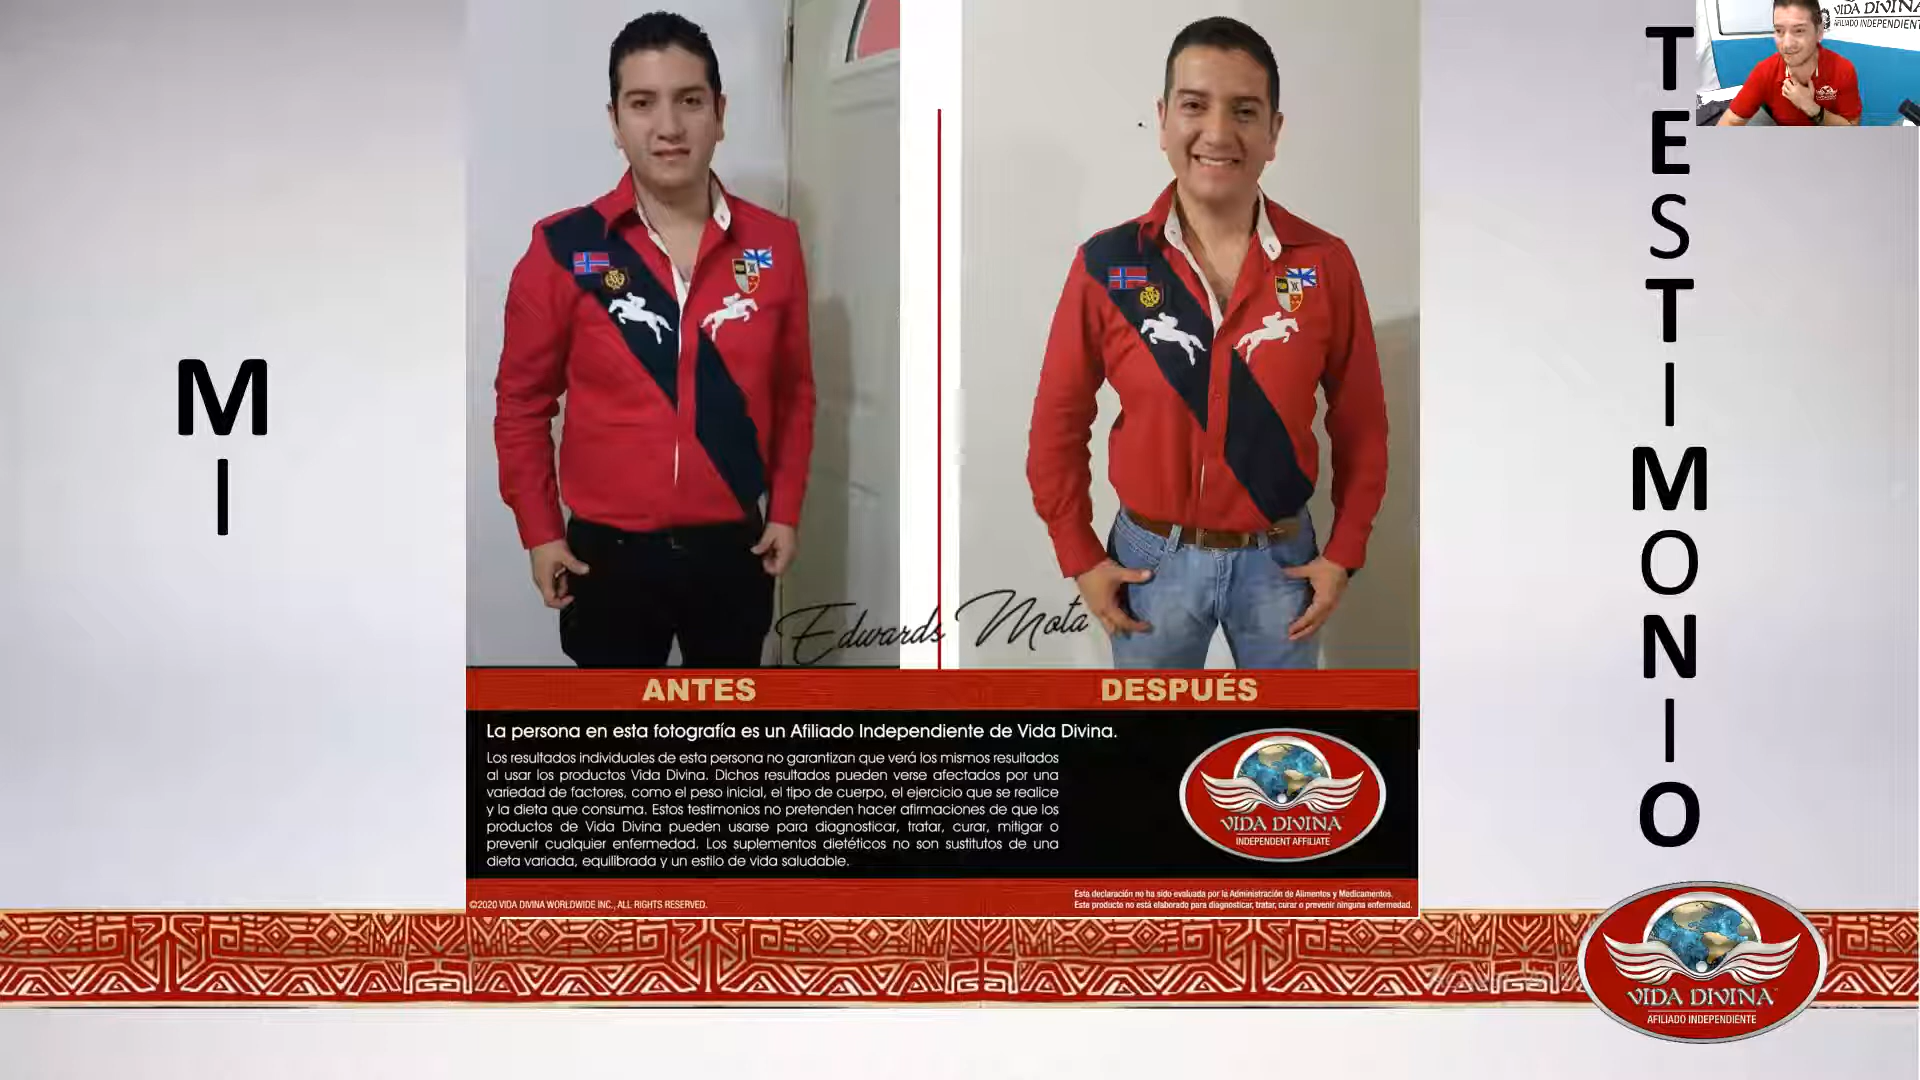 MI
TESTIMONIO
VIDA DIVINA
AFILIADO INDEPENDIENTE
Edwards Mota
ANTES
DESPUÉS
La persona en esta fotografía es un Afiliado Independiente de Vida Divina.
Los resultados individuales de esta persona no garantizan que verá los mismos resultados
al usar los productos Vida Divina. Dichos resultados pueden verse afectados por una
variedad de factores, como el peso inicial, el tipo de cuerpo, el ejercicio que se realice
y la dieta que consuma. Estos testimonios no pretenden hacer afirmaciones de que los
productos de Vida Divina pueden usarse para diagnosticar, tratar, curar, mitigar o
prevenir cualquier enfermedad. Los suplementos dietéticos no son sustitutos de una
dieta variada, equilibrada y un estilo de vida saludable.
VIDA DIVINA
INDEPENDENT AFFILIATE
©2020 VIDA DIVINA WORLDWIDE INC., ALL RIGHTS RESERVED.
Esta declaración no ha sido evaluada por la Administración de Alimentos y Medicamentos.
Este producto no está elaborado para diagnosticar, tratar, curar o prevenir ninguna enfermedad.
VIDA DIVINA
AFILIADO INDEPENDIENTE